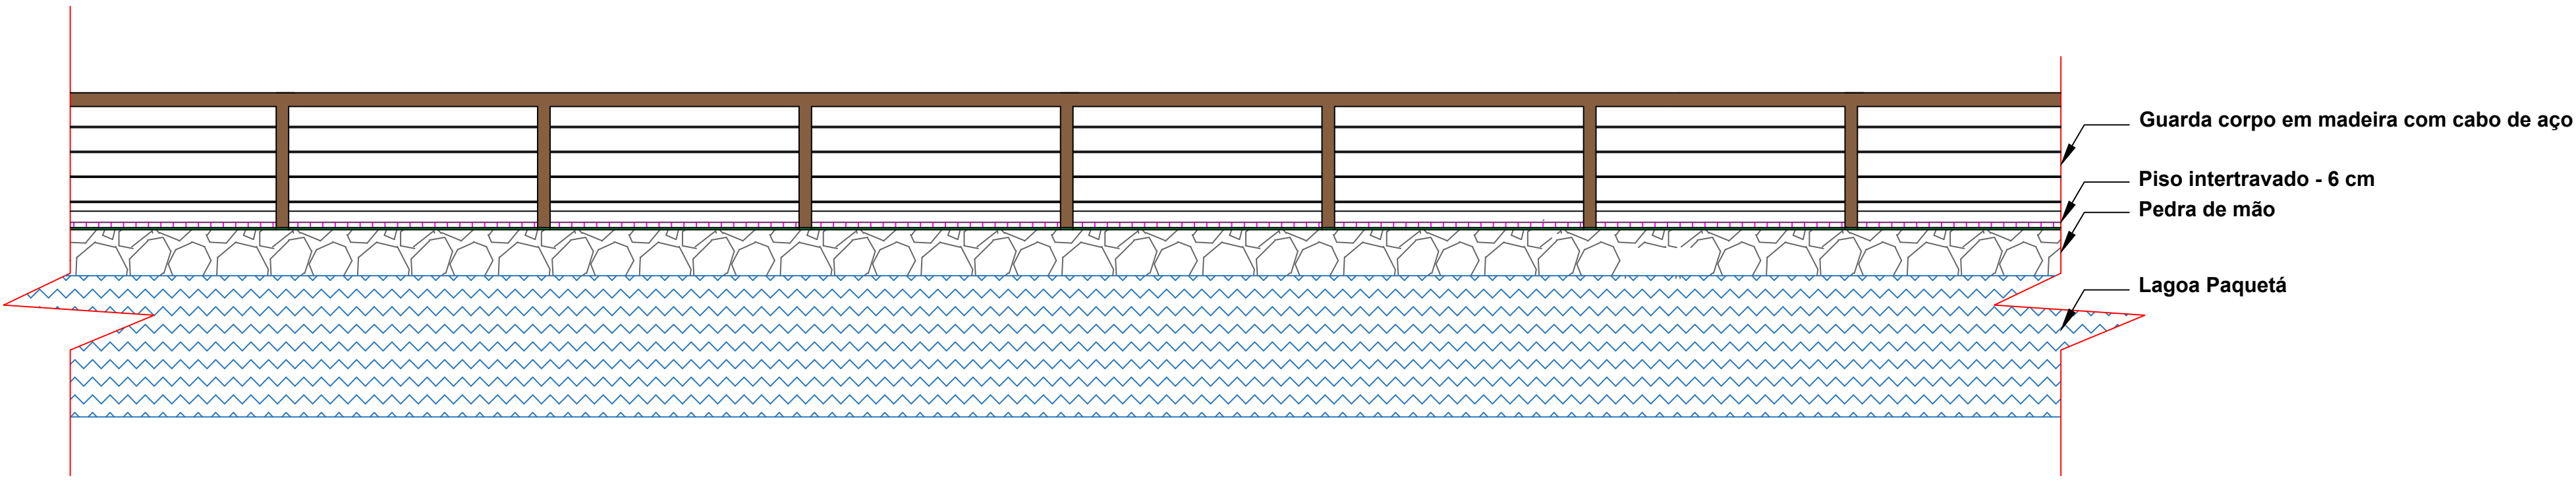 Guarda corpo em madeira com cabo de aço
Piso intertravado - 6 cm
Pedra de mão
Lagoa Paquetá